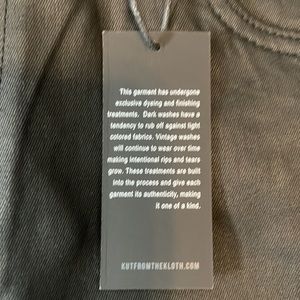 This garment has undergone
exclusive dyeing and finishing
treatments. Dark washes have a
tendency to rub off against light
colored fabrics. Vintage washes
will continue to wear over time
making intentional rips and tears
grow. These treatments are built
into the process and give each
garment its authenticity, making
it one of a kind.
KUTFROMTHEKLOTH.COM